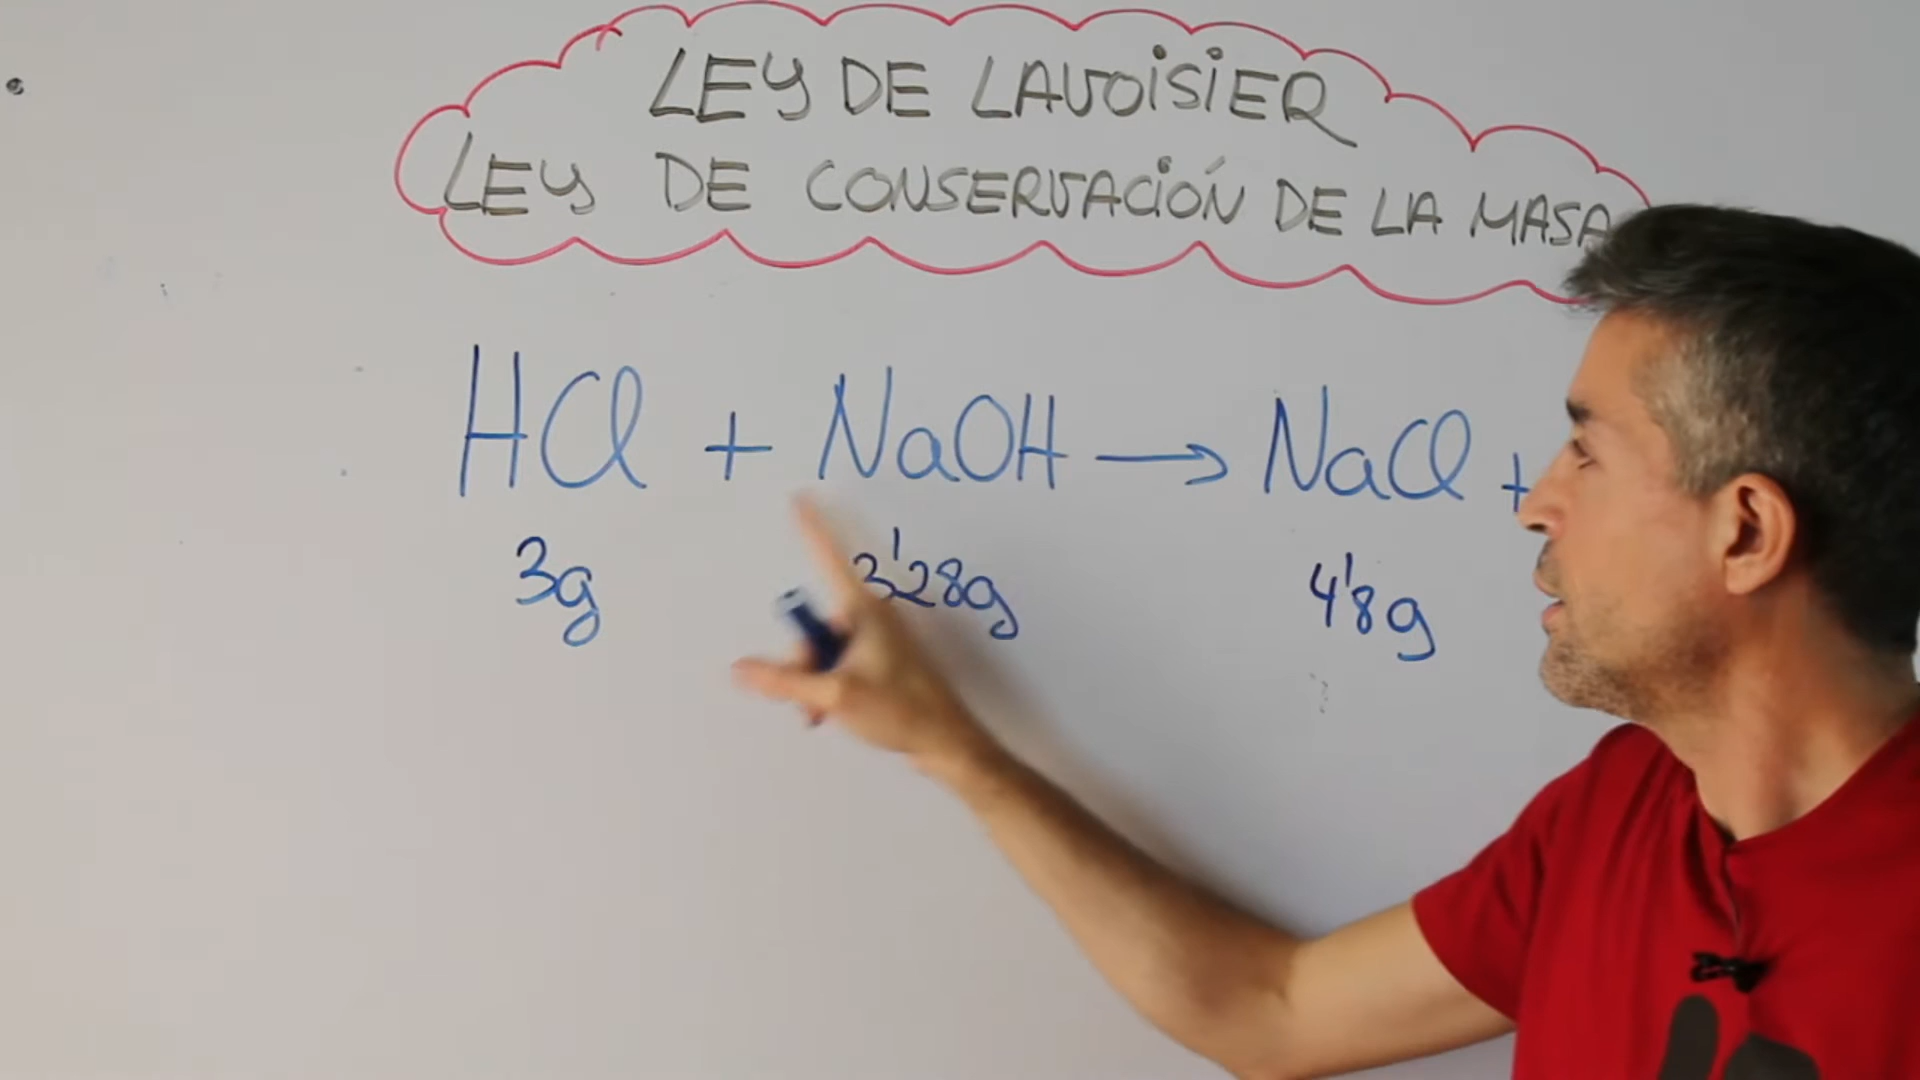 LEY DE LAVOISIER
LEY DE CONSERVACIÓN DE LA MASA
HCl + NaOH → NaCl +
3g 3'28g 4'8g